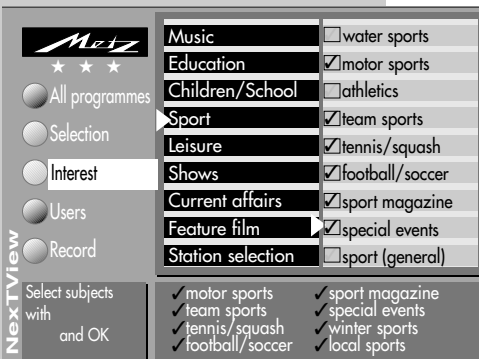 Metz
All programmes
Selection
Interest
Users
Record
NexTView
Music
Education
Children/School
Sport
Leisure
Shows
Current affairs
Feature film
Station selection
water sports
motor sports
athletics
team sports
tennis/squash
football/soccer
sport magazine
special events
sport (general)
Select subjects
with
and OK
motor sports
team sports
tennis/squash
football/soccer
sport magazine
special events
winter sports
local sports